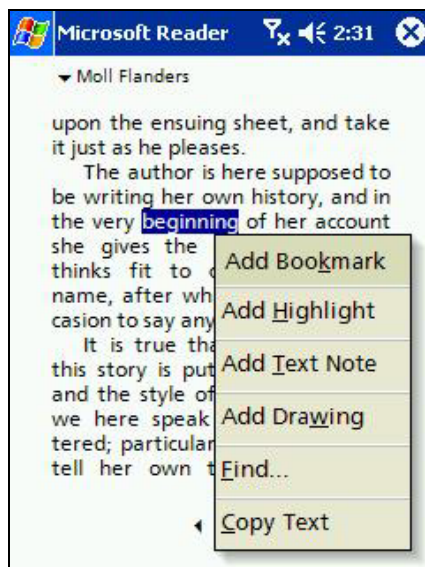 Microsoft Reader 2:31
Moll Flanders
upon the ensuing sheet, and take
it just as he pleases.
The author is here supposed to
be writing her own history, and in
the very beginning of her account
she gives the
thinks fit to
name, after
casion to say any
It is true
this story is put
and the style of
we here speak
tered;
tell her own
Add Bookmark
Add Highlight
Add Text Note
Add Drawing
Find...
Copy Text